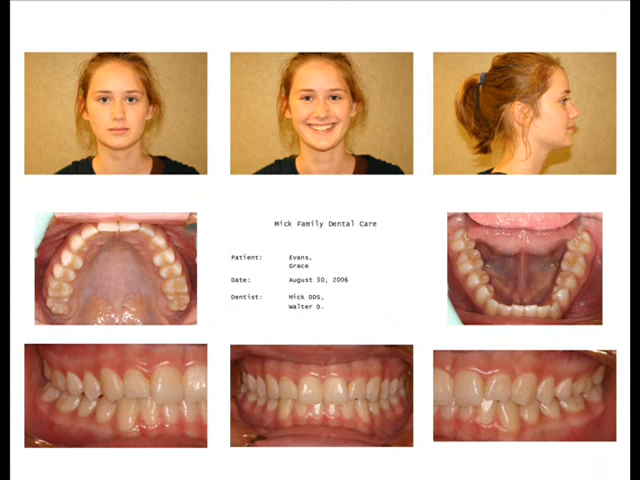 Mick Family Dental Care
Patient: Evans,
Grace
Date: August 30, 2006
Dentist: Mick DDS,
Walter D.